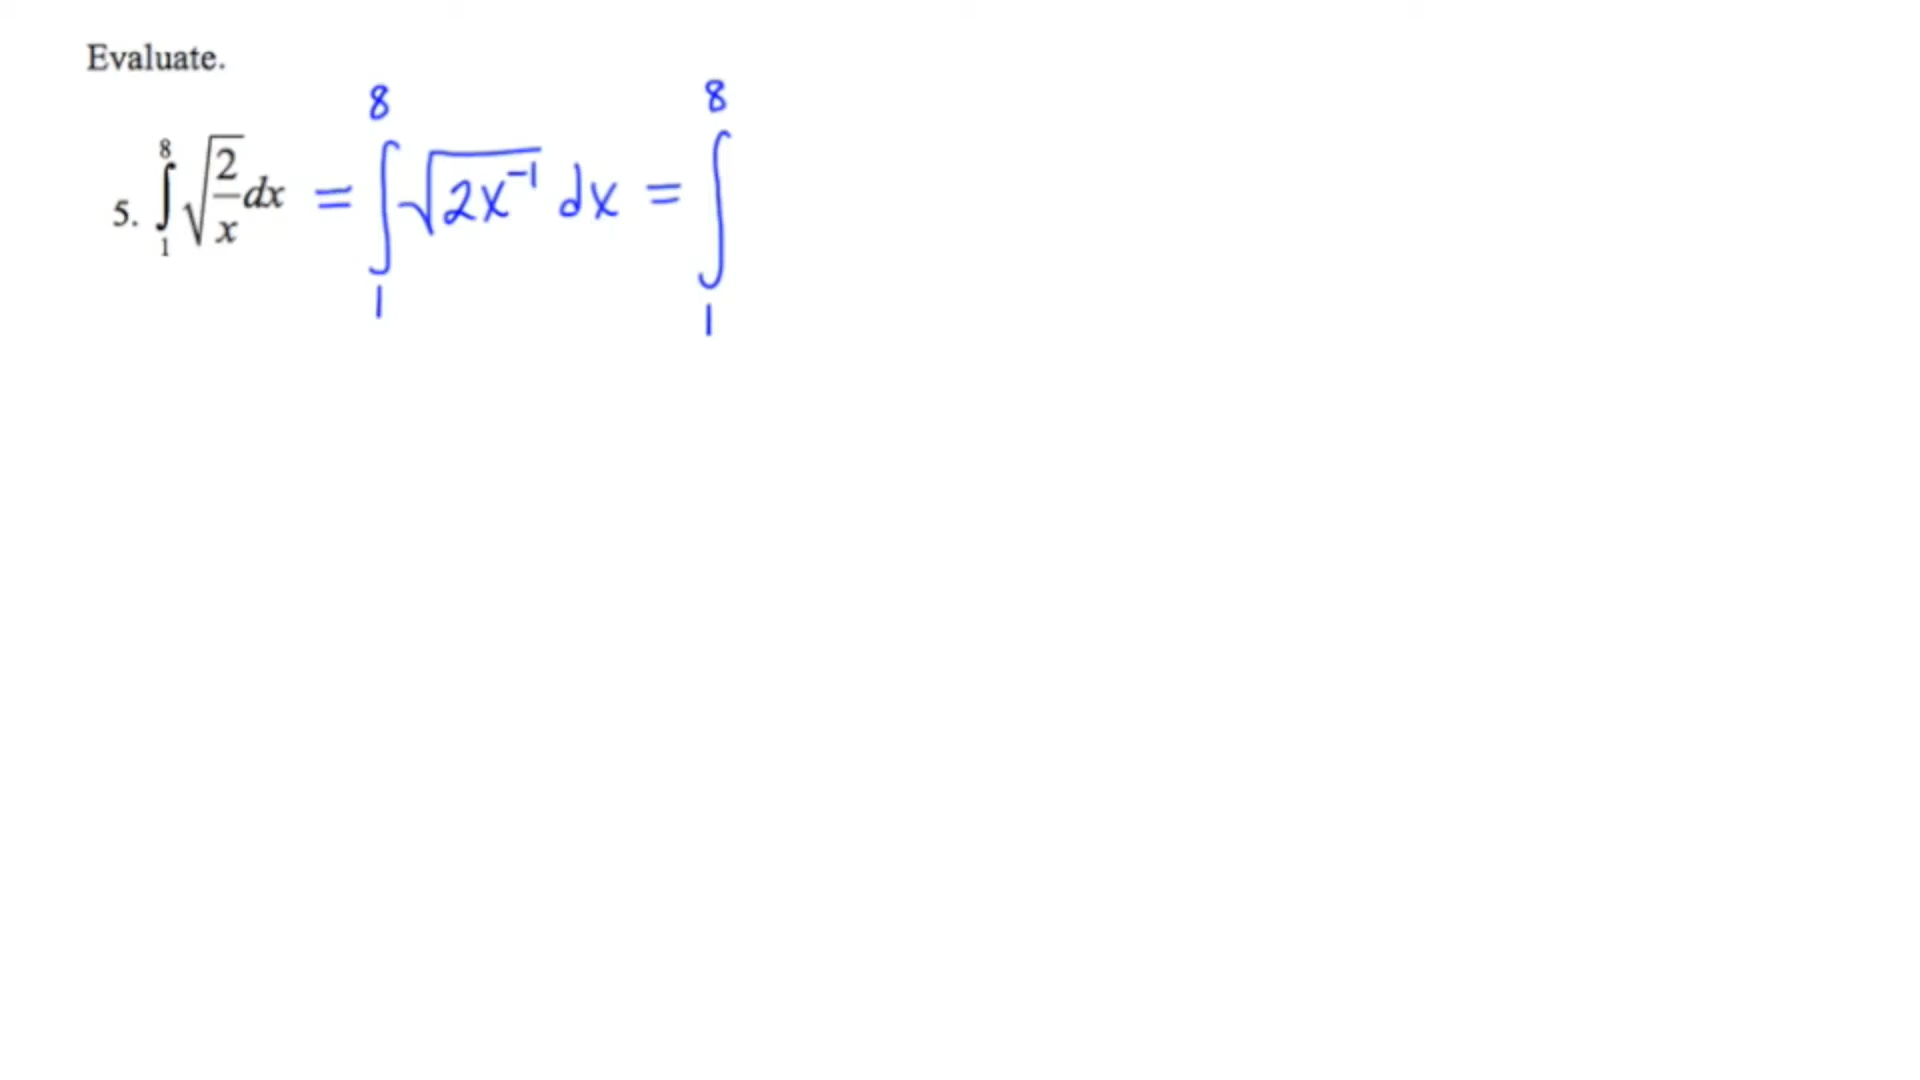 Evaluate.
5. ∫₁⁸ √(2/x) dx = ∫₁⁸ √(2x⁻¹) dx = ∫₁⁸